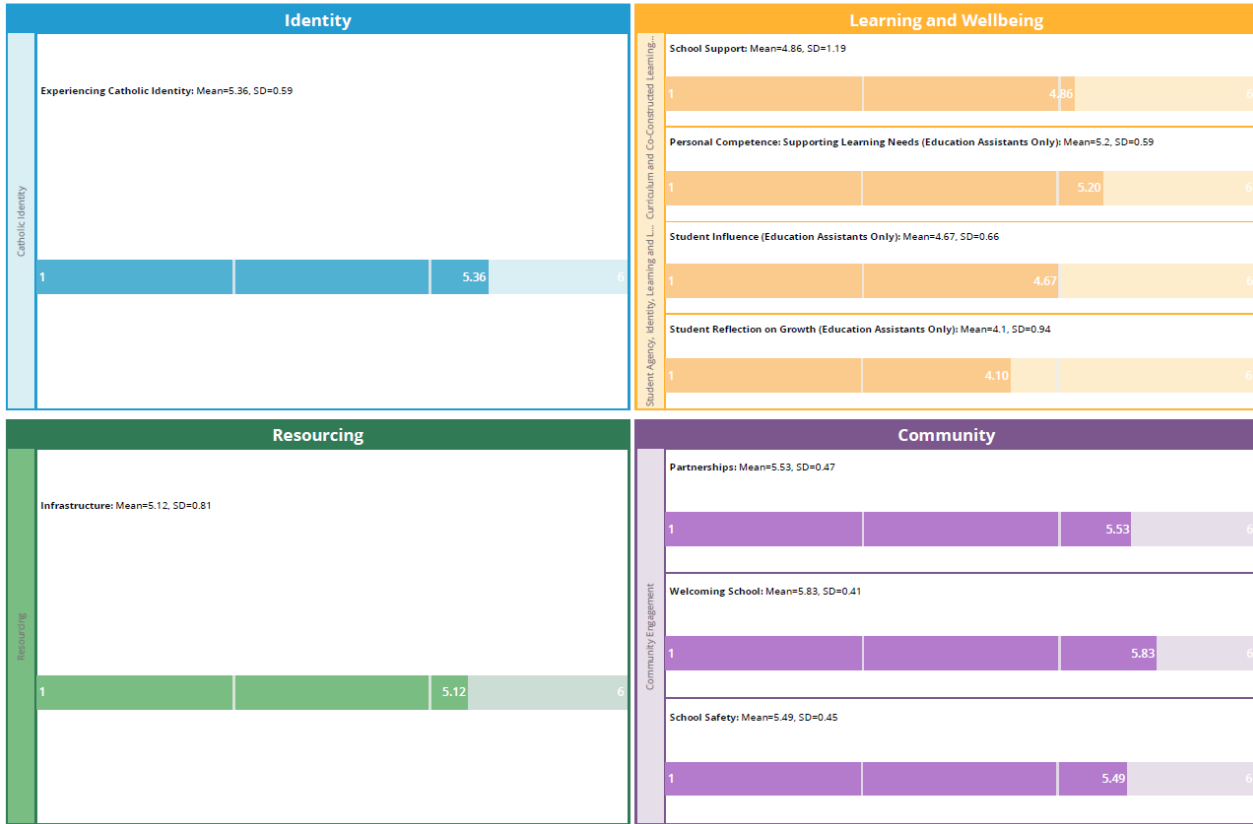 Identity
Catholic Identity
Experiencing Catholic Identity: Mean=5.36, SD=0.59
1 5.36 6
Learning and Wellbeing
Curriculum and Co-Constructed Learning...
School Support: Mean=4.86, SD=1.19
1 4.86 6
Personal Competence: Supporting Learning Needs (Education Assistants Only): Mean=5.2, SD=0.59
1 5.20 6
Student Agency, Identity, Learning and L...
Student Influence (Education Assistants Only): Mean=4.67, SD=0.66
1 4.67 6
Student Reflection on Growth (Education Assistants Only): Mean=4.1, SD=0.94
1 4.10 6
Resourcing
Resourcing
Infrastructure: Mean=5.12, SD=0.81
1 5.12 6
Community
Community Engagement
Partnerships: Mean=5.53, SD=0.47
1 5.53 6
Welcoming School: Mean=5.83, SD=0.41
1 5.83 6
School Safety: Mean=5.49, SD=0.45
1 5.49 6